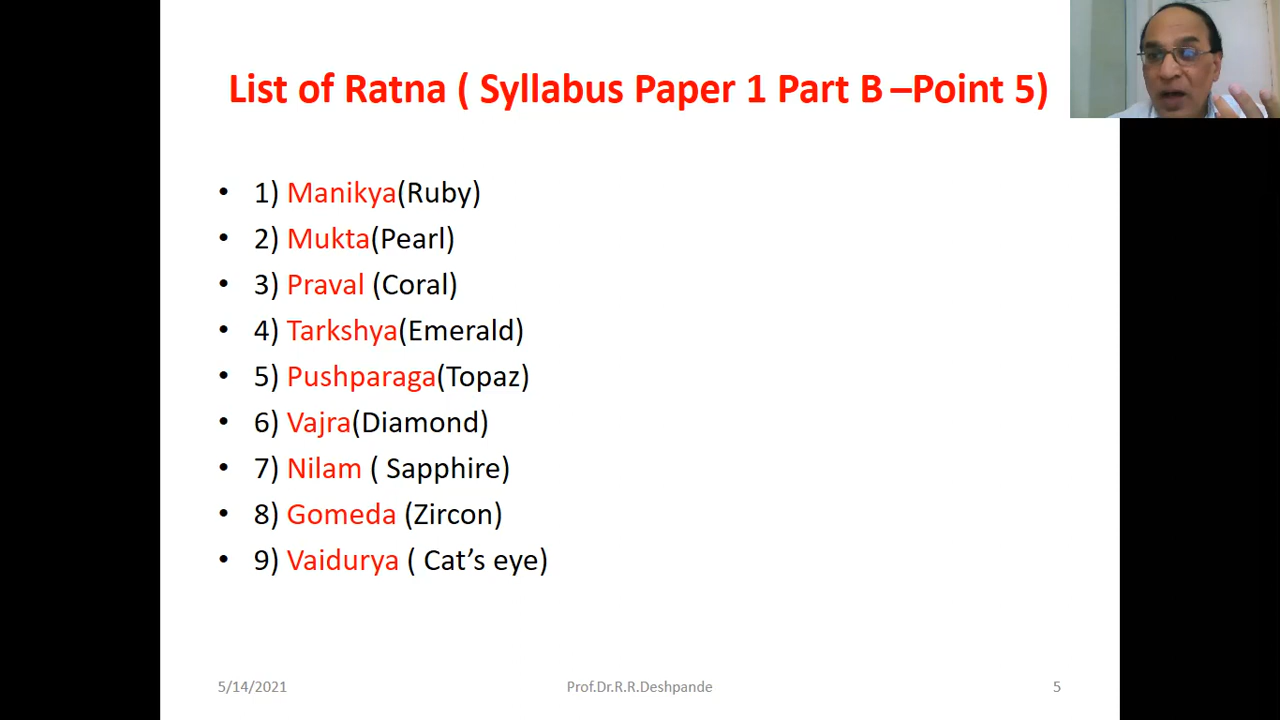 List of Ratna ( Syllabus Paper 1 Part B –Point 5)
• 1) Manikya(Ruby)
• 2) Mukta(Pearl)
• 3) Praval (Coral)
• 4) Tarkshya(Emerald)
• 5) Pushparaga(Topaz)
• 6) Vajra(Diamond)
• 7) Nilam ( Sapphire)
• 8) Gomeda (Zircon)
• 9) Vaidurya ( Cat’s eye)
5/14/2021
Prof.Dr.R.R.Deshpande
5